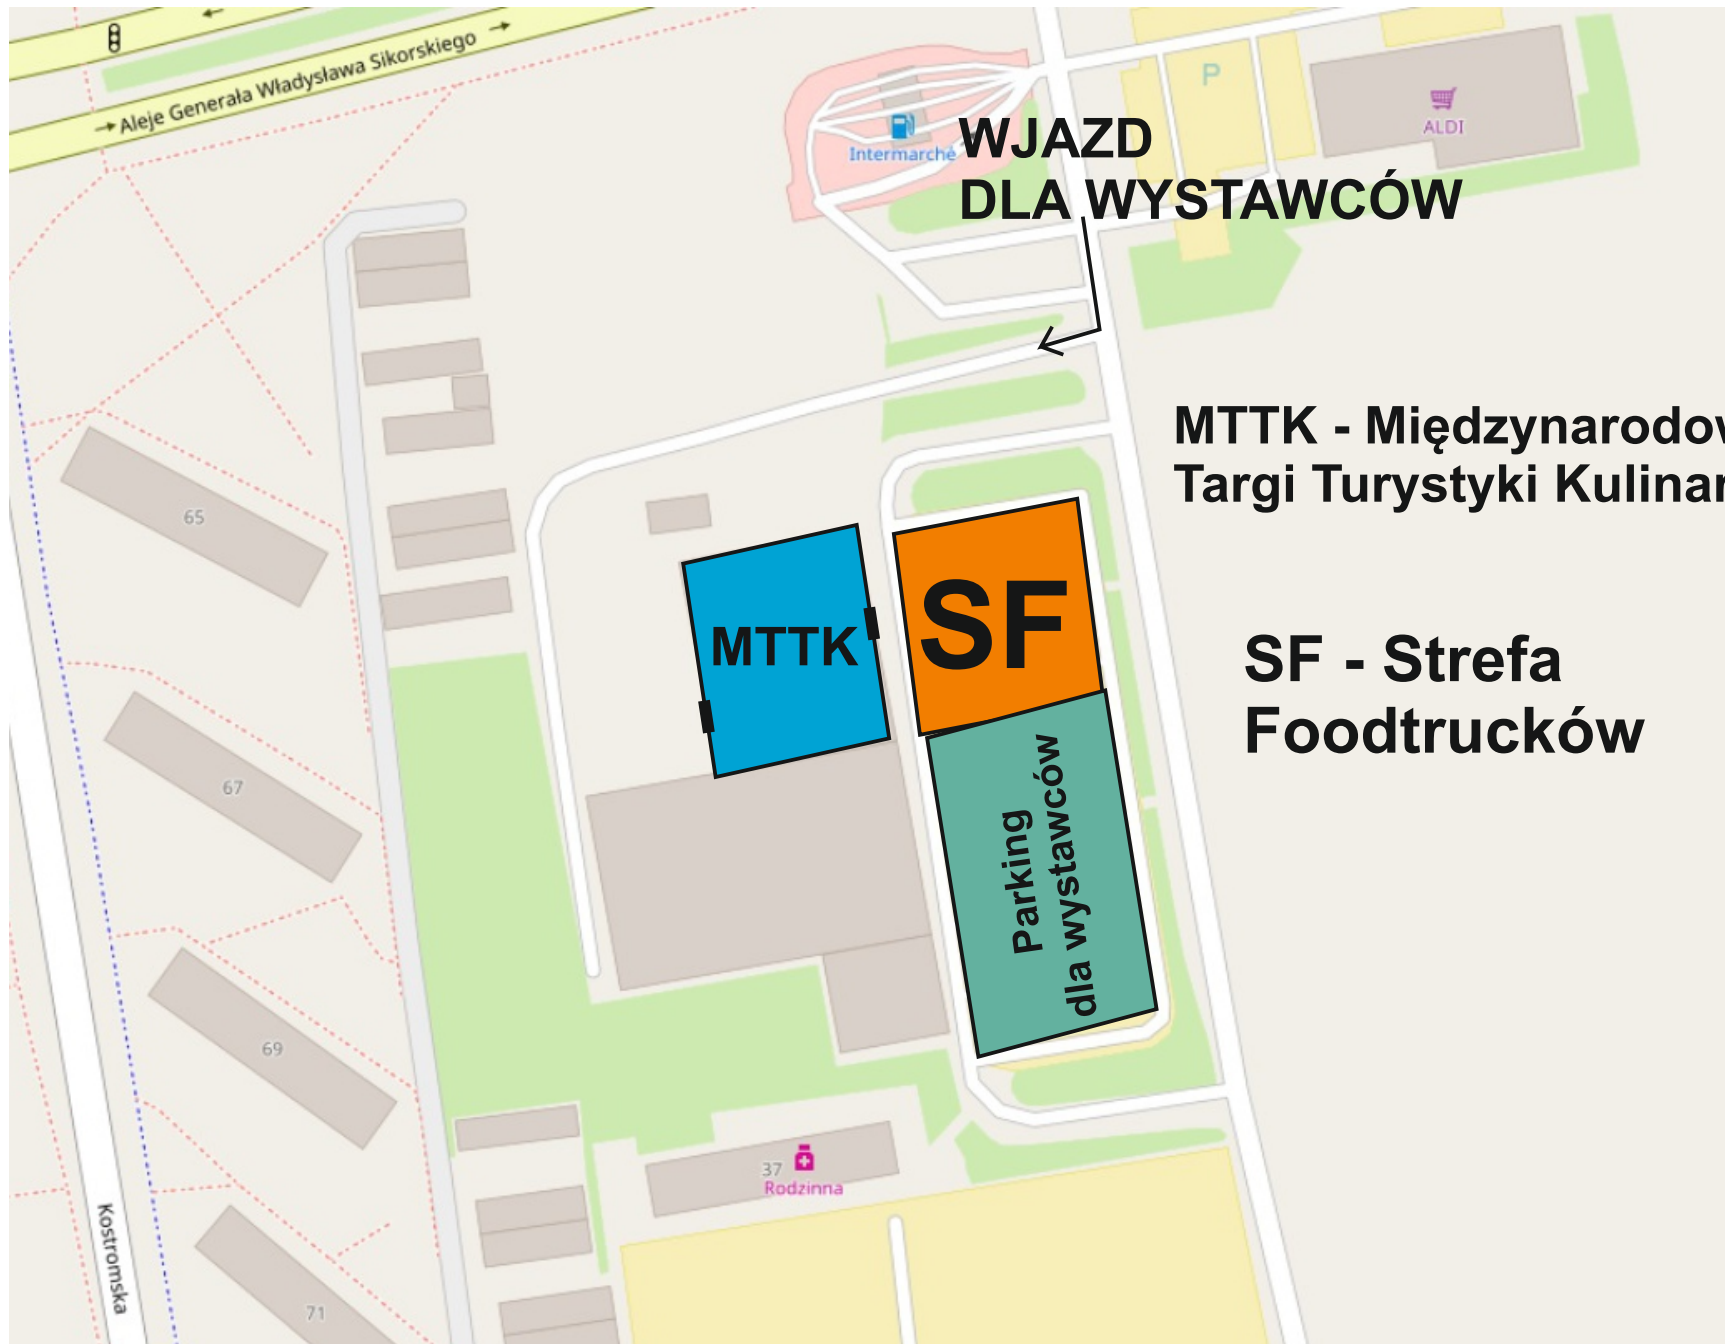 Aleje Generała Władysława Sikorskiego
P
ALDI
Intermarché
WJAZD
DLA WYSTAWCÓW
MTTK - Międzynarodow
Targi Turystyki Kulinar
65
MTTK
SF
SF - Strefa
Foodtrucków
67
Parking
dla wystawców
69
37
Rodzinna
Kostromska
71